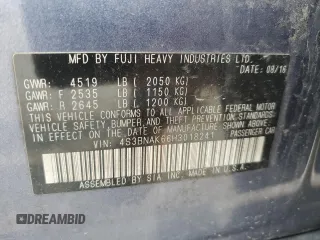 MFD BY FUJI HEAVY INDUSTRIES LTD.
DATE: 08/16
GVWR: 4519 LB ( 2050 KG)
GAWR: F 2535 LB ( 1150 KG)
GAWR: R 2645 LB ( 1200 KG)
THIS VEHICLE CONFORMS TO ALL APPLICABLE FEDERAL MOTOR
VEHICLE SAFETY, BUMPER AND THEFT PREVENTION STANDARDS
IN EFFECT ON THE DATE OF MANUFACTURE SHOWN ABOVE.
VIN: 4S3BNAK66H3018241
PASSENGER CAR
ASSEMBLED BY SIA, INC. MADE IN U.S.A.
DREAMBID